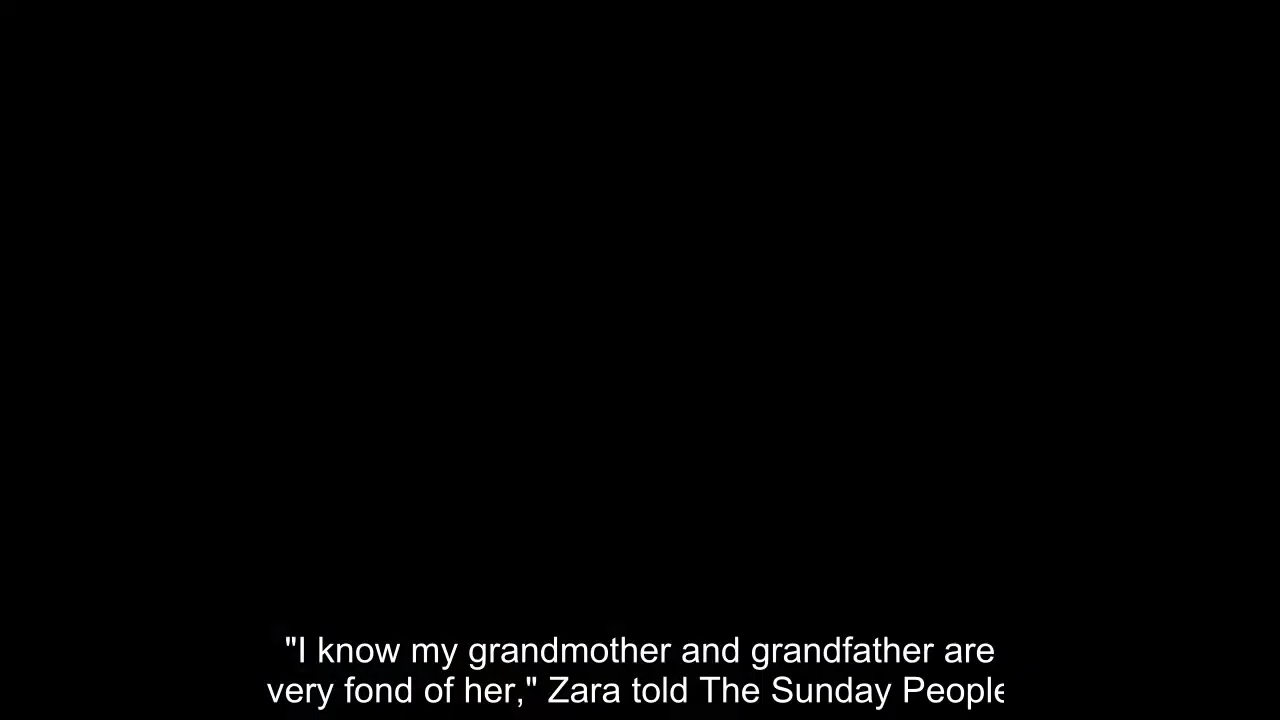 "I know my grandmother and grandfather are
very fond of her," Zara told The Sunday People